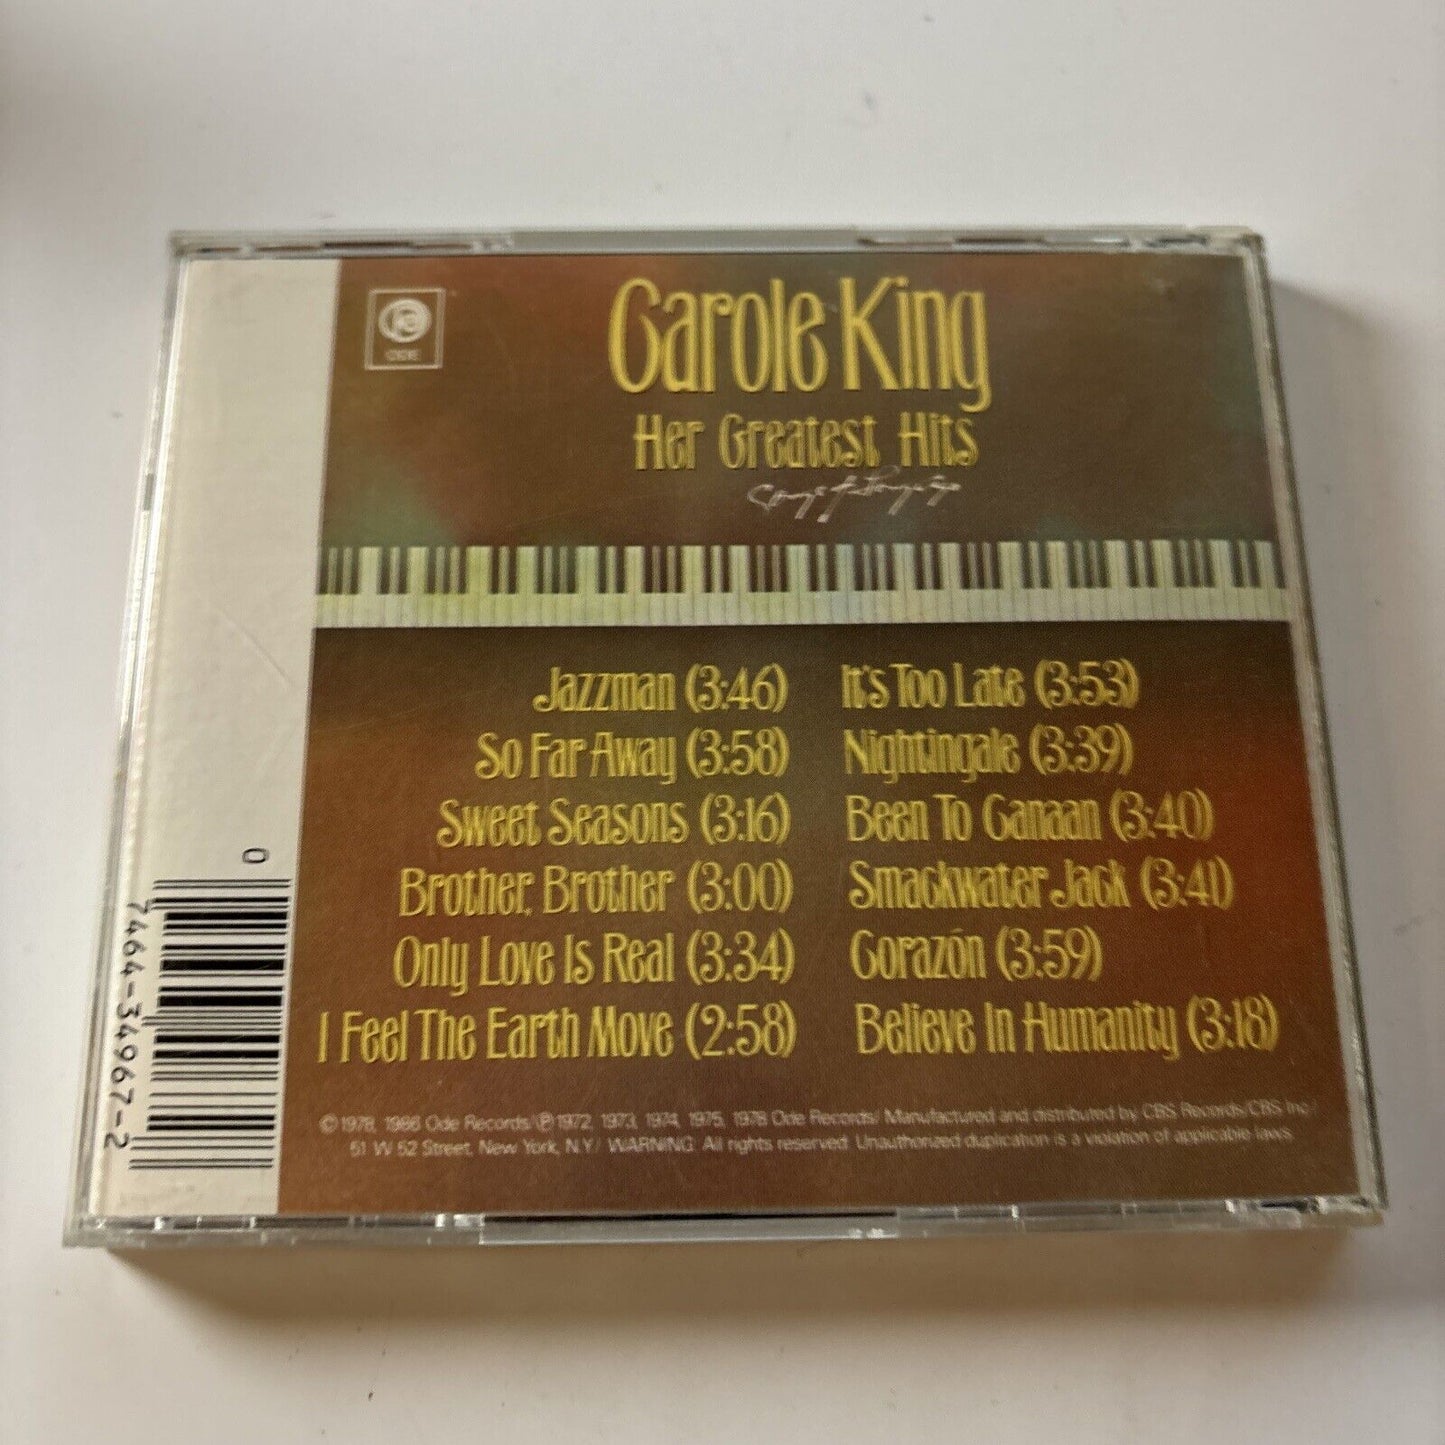 ODE
Carole King
Her Greatest Hits
Songs of Long Ago
Jazzman (3:46)
So Far Away (3:58)
Sweet Seasons (3:16)
Brother, Brother (3:00)
Only Love Is Real (3:34)
I Feel The Earth Move (2:58)
It's Too Late (3:53)
Nightingale (3:39)
Been To Canaan (3:40)
Smackwater Jack (3:41)
Corazón (3:59)
Believe In Humanity (3:18)
0
7464-34967-2
© 1978, 1986 Ode Records/ ℗ 1972, 1973, 1974, 1975, 1978 Ode Records/ Manufactured and distributed by CBS Records/CBS Inc/
51 W 52 Street, New York, N.Y./ WARNING: All rights reserved. Unauthorized duplication is a violation of applicable laws.